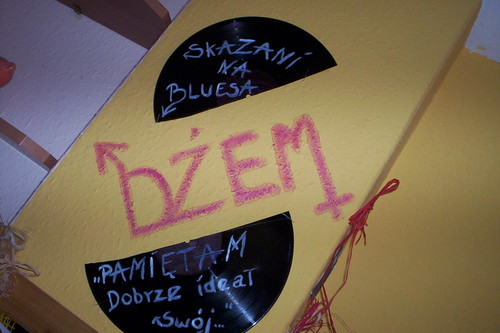 SKAZANI
NA
BLUESA
DŻEM
"PAMIĘTAM
Dobrze ideał
swój..."